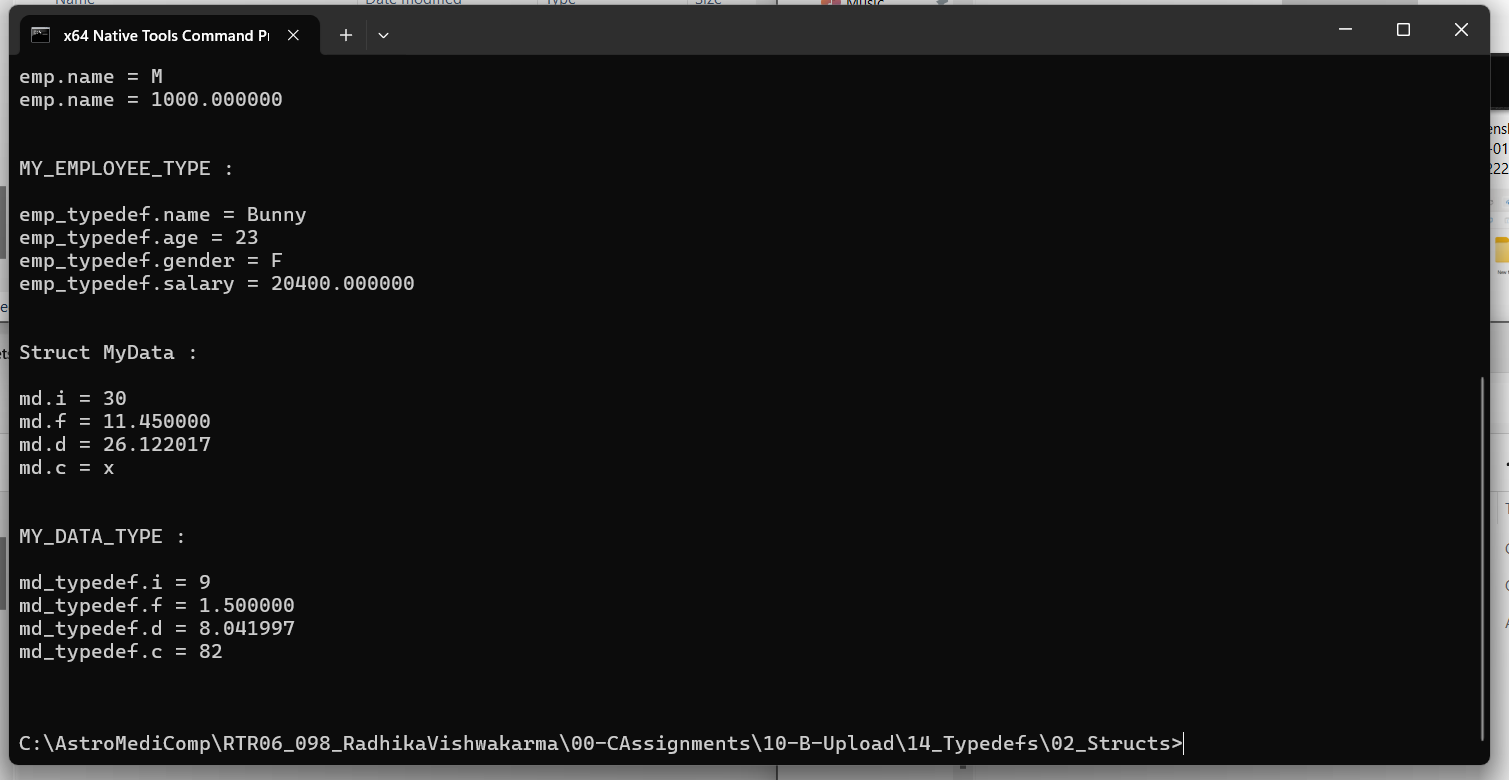 Name Date modified Type Size Music
x64 Native Tools Command Pr
emp.name = M
emp.name = 1000.000000
MY_EMPLOYEE_TYPE :
emp_typedef.name = Bunny
emp_typedef.age = 23
emp_typedef.gender = F
emp_typedef.salary = 20400.000000
Struct MyData :
md.i = 30
md.f = 11.450000
md.d = 26.122017
md.c = x
MY_DATA_TYPE :
md_typedef.i = 9
md_typedef.f = 1.500000
md_typedef.d = 8.041997
md_typedef.c = 82
C:\AstroMediComp\RTR06_098_RadhikaVishwakarma\00-CAssignments\10-B-Upload\14_Typedefs\02_Structs>